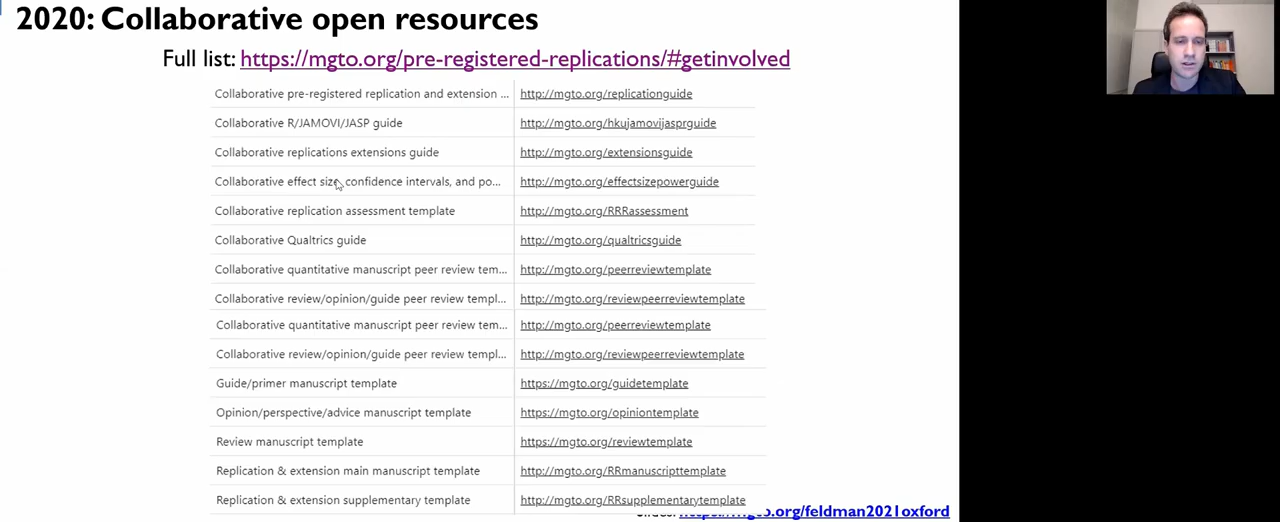 2020: Collaborative open resources
Full list: https://mgto.org/pre-registered-replications/#getinvolved
Collaborative pre-registered replication and extension ... http://mgto.org/replicationguide
Collaborative R/JAMOVI/JASP guide http://mgto.org/hkujamovijasprguide
Collaborative replications extensions guide http://mgto.org/extensionsguide
Collaborative effect size, confidence intervals, and po... http://mgto.org/effectsizepowerguide
Collaborative replication assessment template http://mgto.org/RRRassessment
Collaborative Qualtrics guide http://mgto.org/qualtricsguide
Collaborative quantitative manuscript peer review tem... http://mgto.org/peerreviewtemplate
Collaborative review/opinion/guide peer review templ... http://mgto.org/reviewpeerreviewtemplate
Collaborative quantitative manuscript peer review tem... http://mgto.org/peerreviewtemplate
Collaborative review/opinion/guide peer review templ... http://mgto.org/reviewpeerreviewtemplate
Guide/primer manuscript template https://mgto.org/guidetemplate
Opinion/perspective/advice manuscript template https://mgto.org/opiniontemplate
Review manuscript template https://mgto.org/reviewtemplate
Replication & extension main manuscript template http://mgto.org/RRmanuscripttemplate
Replication & extension supplementary template http://mgto.org/RRsupplementarytemplate
Slides: https://mgto.org/feldman2021oxford